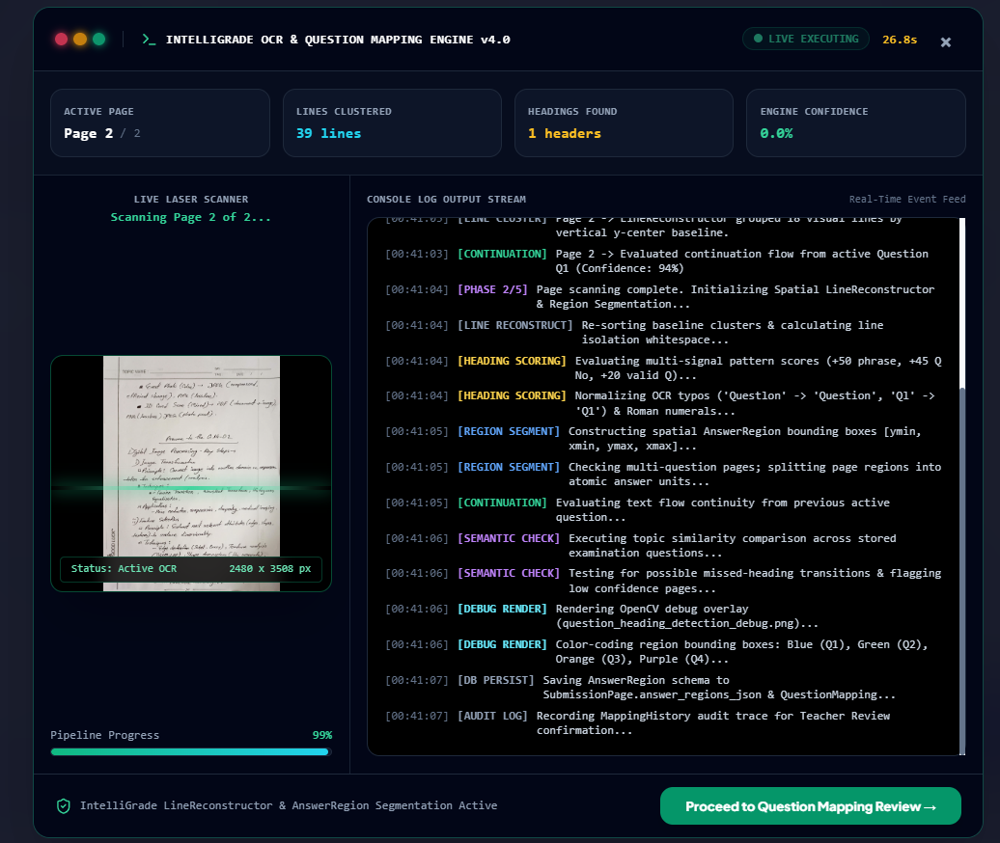 >_ INTELLIGRADE OCR & QUESTION MAPPING ENGINE v4.0
LIVE EXECUTING
26.8s
×
ACTIVE PAGE
Page 2 / 2
LINES CLUSTERED
39 lines
HEADINGS FOUND
1 headers
ENGINE CONFIDENCE
0.0%
LIVE LASER SCANNER
Scanning Page 2 of 2...
Status: Active OCR
2480 x 3508 px
Pipeline Progress
99%
CONSOLE LOG OUTPUT STREAM
Real-Time Event Feed
[00:41:03] [LINE CLUSTER] Page 2 -> LineReconstructor grouped 18 visual lines by
vertical y-center baseline.
[00:41:03] [CONTINUATION] Page 2 -> Evaluated continuation flow from active Question
Q1 (Confidence: 94%)
[00:41:04] [PHASE 2/5] Page scanning complete. Initializing Spatial LineReconstructor
& Region Segmentation...
[00:41:04] [LINE RECONSTRUCT] Re-sorting baseline clusters & calculating line
isolation whitespace...
[00:41:04] [HEADING SCORING] Evaluating multi-signal pattern scores (+50 phrase, +45 Q
No, +20 valid Q)...
[00:41:04] [HEADING SCORING] Normalizing OCR typos ('Questlon' -> 'Question', 'Ql' ->
'Q1') & Roman numerals...
[00:41:05] [REGION SEGMENT] Constructing spatial AnswerRegion bounding boxes [ymin,
xmin, ymax, xmax]...
[00:41:05] [REGION SEGMENT] Checking multi-question pages; splitting page regions into
atomic answer units...
[00:41:05] [CONTINUATION] Evaluating text flow continuity from previous active
question...
[00:41:06] [SEMANTIC CHECK] Executing topic similarity comparison across stored
examination questions...
[00:41:06] [SEMANTIC CHECK] Testing for possible missed-heading transitions & flagging
low confidence pages...
[00:41:06] [DEBUG RENDER] Rendering OpenCV debug overlay
(question_heading_detection_debug.png)...
[00:41:06] [DEBUG RENDER] Color-coding region bounding boxes: Blue (Q1), Green (Q2),
Orange (Q3), Purple (Q4)...
[00:41:07] [DB PERSIST] Saving AnswerRegion schema to
SubmissionPage.answer_regions_json & QuestionMapping...
[00:41:07] [AUDIT LOG] Recording MappingHistory audit trace for Teacher Review
confirmation...
IntelliGrade LineReconstructor & AnswerRegion Segmentation Active
Proceed to Question Mapping Review →